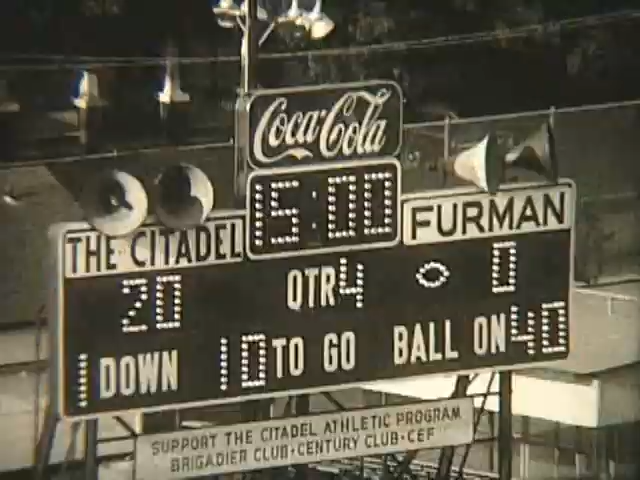 Coca-Cola
15:00
THE CITADEL
FURMAN
20
QTR 4
0
1 DOWN 10 TO GO BALL ON 40
SUPPORT THE CITADEL ATHLETIC PROGRAM
BRIGADIER CLUB·CENTURY CLUB·CEF